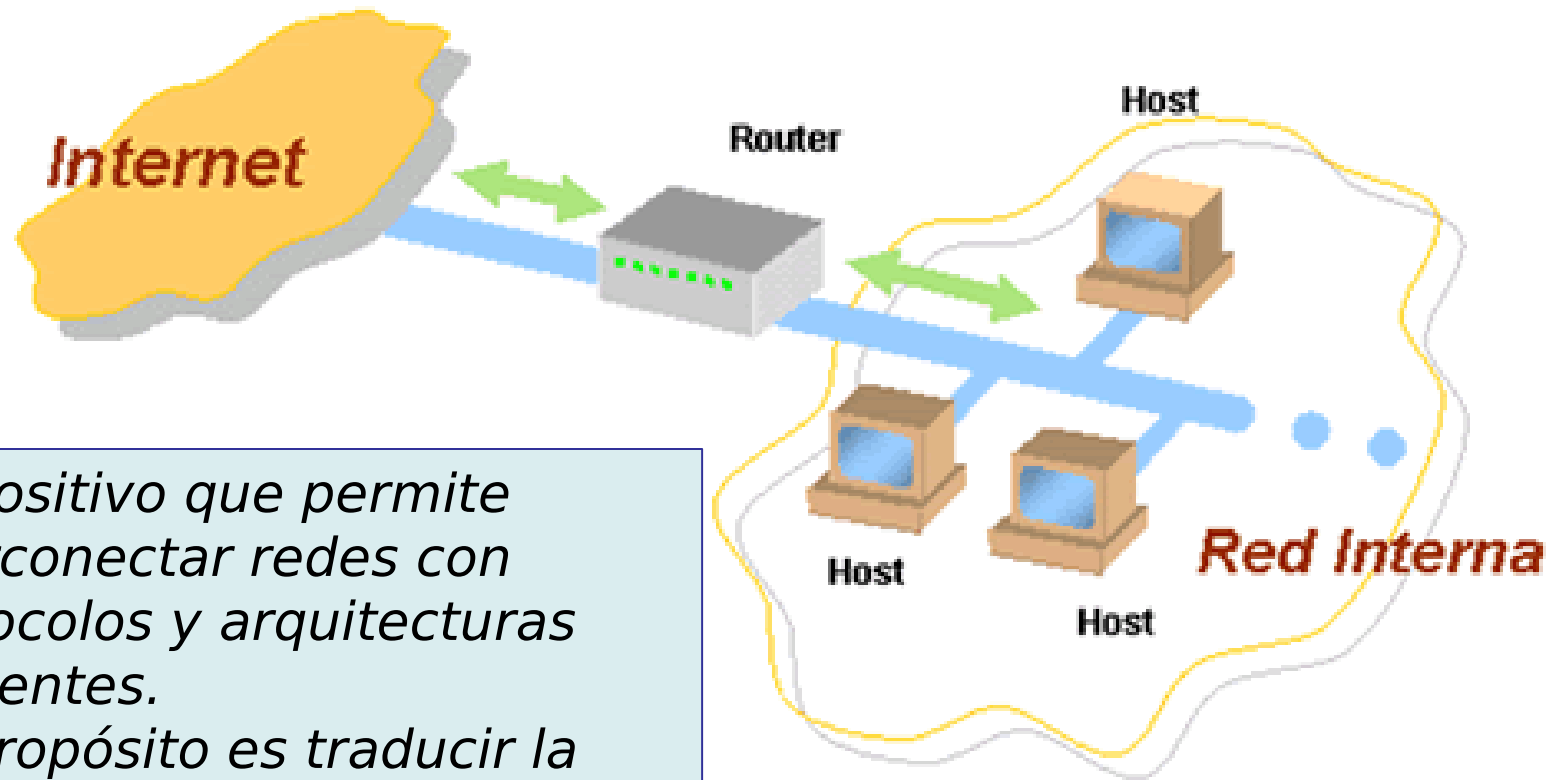 Host
Router
Internet
Red Interna
Host
Host
ositivo que permite
rconectar redes con
ocolos y arquitecturas
entes.
ropósito es traducir la